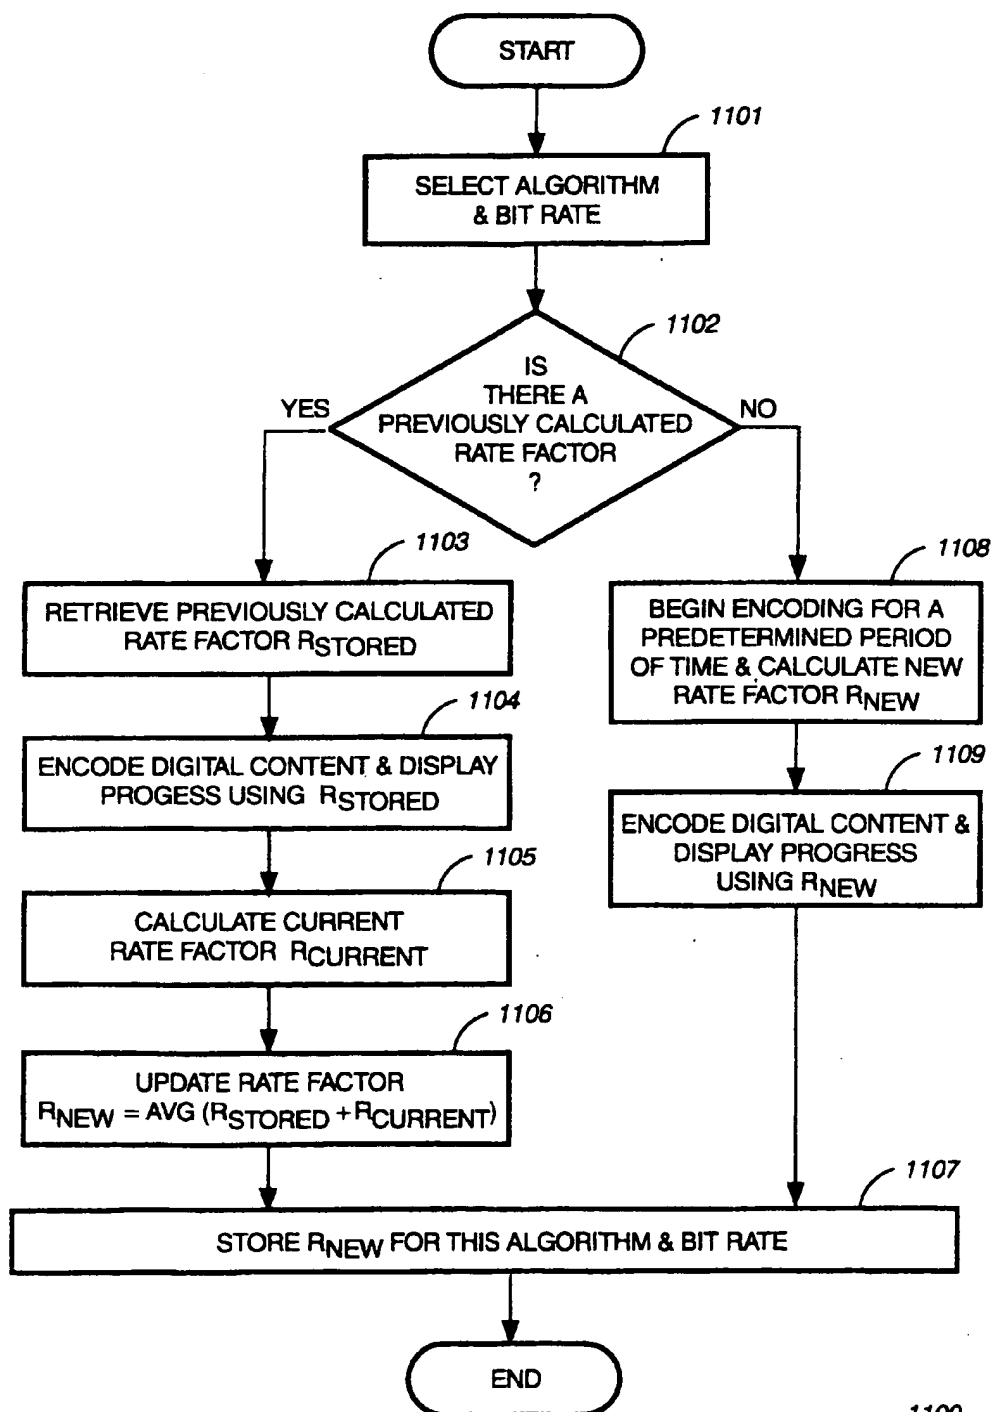 START
1101
SELECT ALGORITHM
& BIT RATE
1102
IS
THERE A
PREVIOUSLY CALCULATED
RATE FACTOR
?
YES
NO
1103
RETRIEVE PREVIOUSLY CALCULATED
RATE FACTOR RSTORED
1104
ENCODE DIGITAL CONTENT & DISPLAY
PROGESS USING RSTORED
1105
CALCULATE CURRENT
RATE FACTOR RCURRENT
1106
UPDATE RATE FACTOR
RNEW = AVG (RSTORED + RCURRENT)
1108
BEGIN ENCODING FOR A
PREDETERMINED PERIOD
OF TIME & CALCULATE NEW
RATE FACTOR RNEW
1109
ENCODE DIGITAL CONTENT &
DISPLAY PROGRESS
USING RNEW
1107
STORE RNEW FOR THIS ALGORITHM & BIT RATE
END